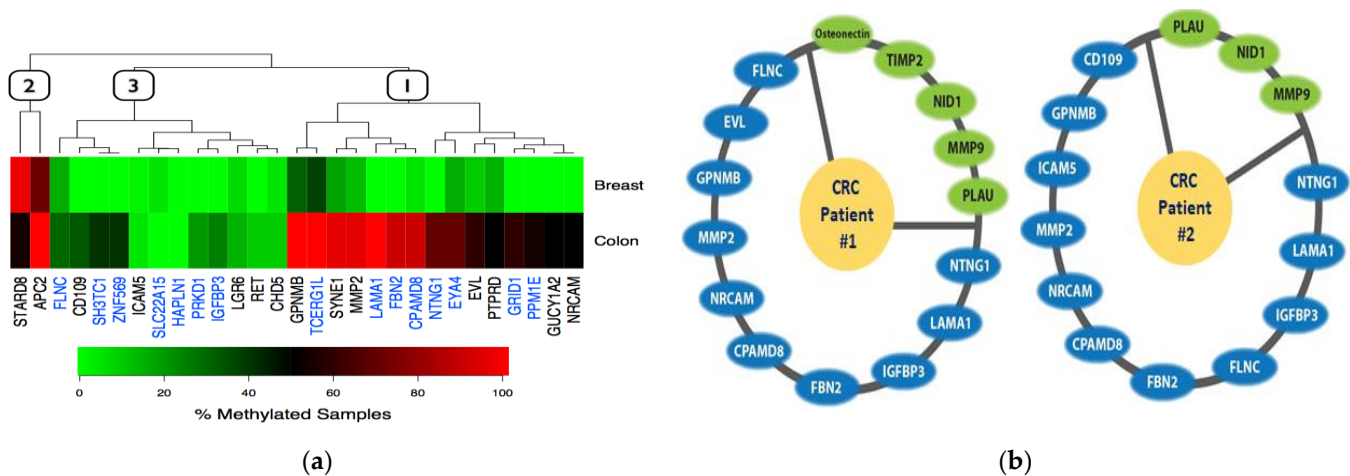 2
3
1
Breast
Colon
STARD8
APC2
FLNC
CD109
SH3TC1
ZNF569
ICAM5
SLC22A15
HAPLN1
PRKD1
IGFBP3
LGR6
RET
CHD5
GPNMB
TCERG1L
SYNE1
MMP2
LAMA1
FBN2
CPAMD8
NTNG1
EYA4
EVL
PTPRD
GRID1
PPM1E
GUCY1A2
NRCAM
0 20 40 60 80 100
% Methylated Samples
(a)
Osteonectin
TIMP2
NID1
MMP9
PLAU
NTNG1
LAMA1
IGFBP3
FBN2
CPAMD8
NRCAM
MMP2
GPNMB
EVL
FLNC
CRC
Patient
#1
PLAU
NID1
MMP9
NTNG1
LAMA1
IGFBP3
FLNC
FBN2
CPAMD8
NRCAM
MMP2
ICAM5
GPNMB
CD109
CRC
Patient
#2
(b)